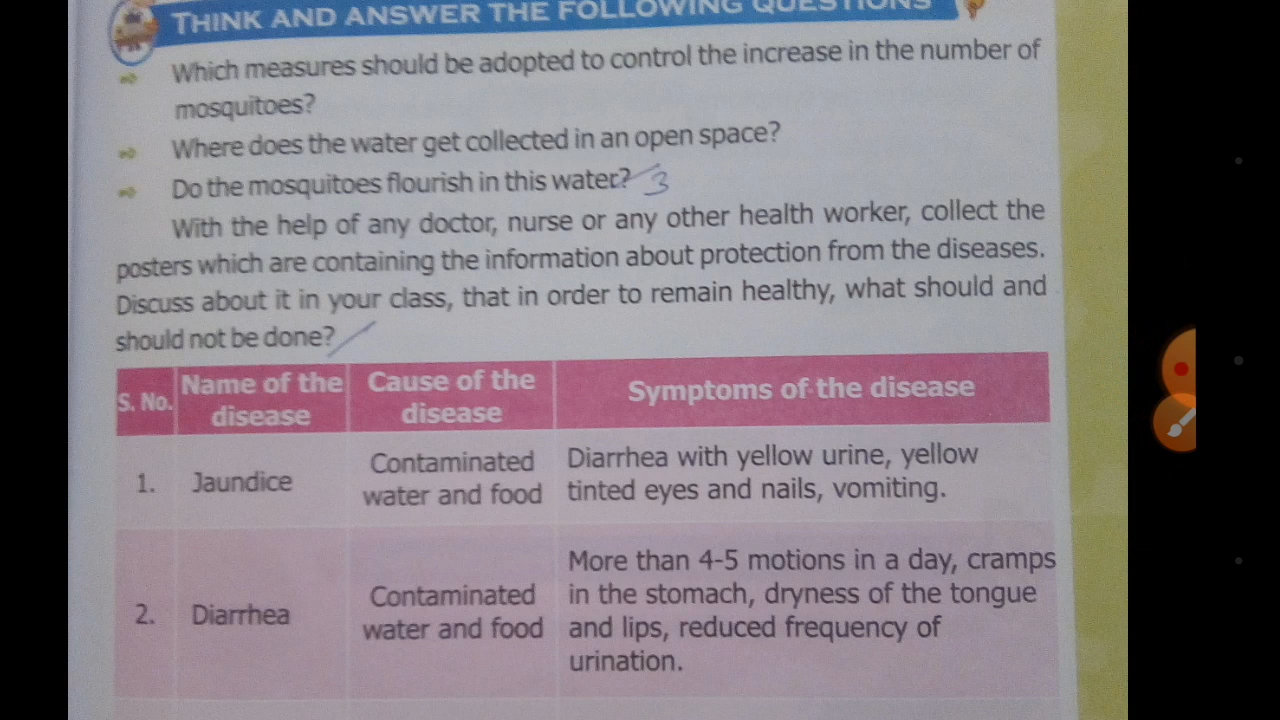 THINK AND ANSWER THE FOLLOWING QUESTIONS
Which measures should be adopted to control the increase in the number of
mosquitoes?
Where does the water get collected in an open space?
Do the mosquitoes flourish in this water? 3
With the help of any doctor, nurse or any other health worker, collect the
posters which are containing the information about protection from the diseases.
Discuss about it in your class, that in order to remain healthy, what should and
should not be done?
S. No. Name of the disease Cause of the disease Symptoms of the disease
1. Jaundice Contaminated water and food Diarrhea with yellow urine, yellow
tinted eyes and nails, vomiting.
2. Diarrhea Contaminated water and food More than 4-5 motions in a day, cramps
in the stomach, dryness of the tongue
and lips, reduced frequency of
urination.